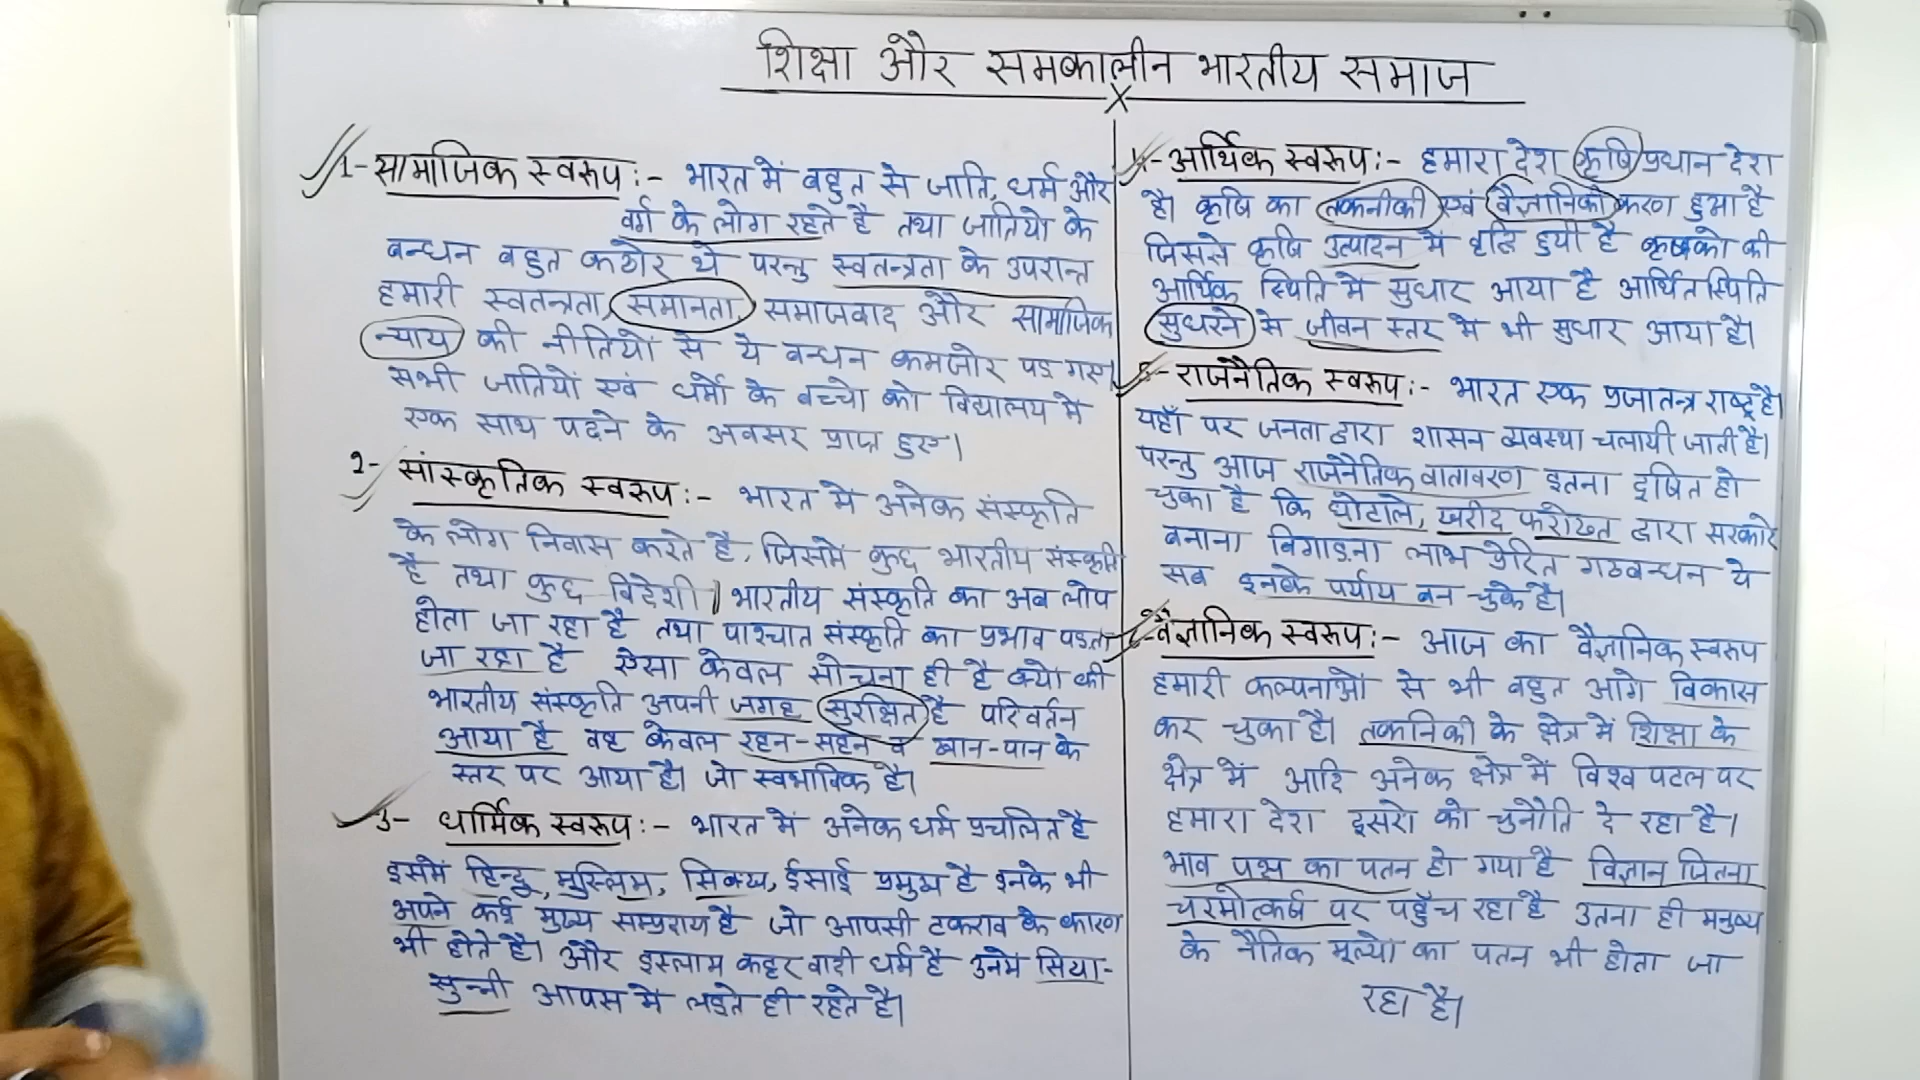 शिक्षा और समकालीन भारतीय समाज
1- सामाजिक स्वरूप :- भारत में बहुत से जाति, धर्म और
वर्ग के लोग रहते है तथा जातियो के
बन्धन बहुत कठोर थे परन्तु स्वतन्त्रता के उपरान्त
हमारी स्वतन्त्रता, समानता, समाजवाद और सामाजिक
न्याय की नीतियों से ये बन्धन कमजोर पड गए।
सभी जातियों एवं धर्मो के बच्चो को विद्यालय मे
एक साथ पढने के अवसर प्राप्त हुए।
2- सांस्कृतिक स्वरूप :- भारत में अनेक संस्कृति
के लोग निवास करते है, जिसमें कुछ भारतीय संस्कृति
है तथा कुछ विदेशी। भारतीय संस्कृति का अब लोप
होता जा रहा है तथा पाश्चात संस्कृति का प्रभाव पडता
जा रहा है ऐसा केवल सोचना ही है क्यो की
भारतीय संस्कृति अपनी जगह सुरक्षित है परिवर्तन
आया है वह केवल रहन-सहन व खान-पान के
स्तर पर आया है। जो स्वभाविक है।
3- धार्मिक स्वरूप :- भारत में अनेक धर्म प्रचलित है
इसमें हिन्दु, मुस्लिम, सिक्ख, ईसाई प्रमुख है इनके भी
अपने कई मुख्य सम्प्रदाय है जो आपसी टकराव के कारण
भी होते है। और इस्लाम कट्टर वादी धर्म है उनमे सिया-
सुन्नी आपस मे लडते ही रहते है।
4- आर्थिक स्वरूप :- हमारा देश कृषि प्रधान देश
है। कृषि का तकनीकी एवं वैज्ञानिकी करण हुआ है
जिससे कृषि उत्पादन में वृद्धि हुयी है कृषको की
आर्थिक स्थिति मे सुधार आया है आर्थित स्थिति
सुधरने से जीवन स्तर मे भी सुधार आया है।
5- राजनैतिक स्वरूप :- भारत एक प्रजातन्त्र राष्ट्र है।
यहाँ पर जनता द्वारा शासन व्यवस्था चलायी जाती है।
परन्तु आज राजनैतिक वातावरण इतना दूषित हो
चुका है कि घोटाले, खरीद फरोख्त द्वारा सरकारे
बनाना बिगाड़ना लाभ प्रेरित गठबन्धन ये
सब इनके पर्याय बन चुके है।
6- वैज्ञानिक स्वरूप :- आज का वैज्ञानिक स्वरूप
हमारी कल्पनाओं से भी बहुत आगे विकास
कर चुका है। तकनिकी के क्षेत्र में शिक्षा के
क्षेत्र में आदि अनेक क्षेत्र में विश्व पटल पर
हमारा देश दूसरो को चुनौति दे रहा है।
भाव पक्ष का पतन हो गया है विज्ञान जितना
चरमोत्कर्ष पर पहुँच रहा है उतना ही मनुष्य
के नैतिक मूल्यो का पतन भी होता जा
रहा है।